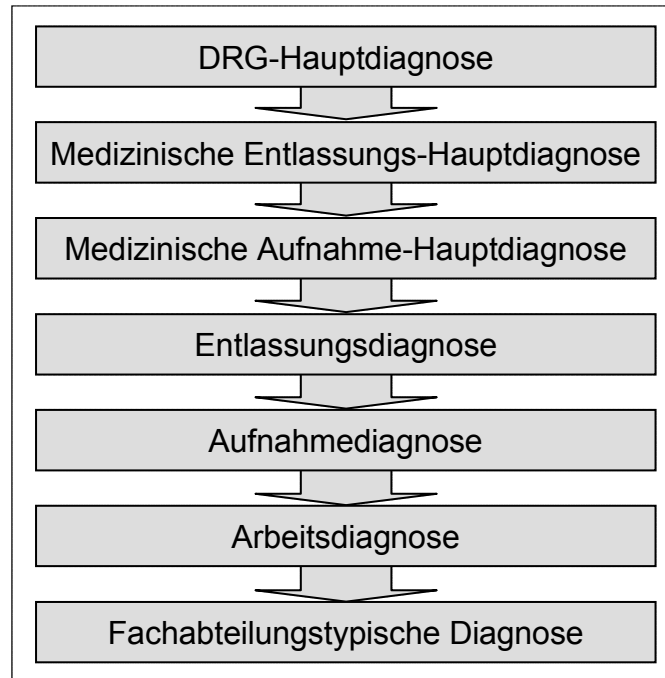 DRG-Hauptdiagnose
Medizinische Entlassungs-Hauptdiagnose
Medizinische Aufnahme-Hauptdiagnose
Entlassungsdiagnose
Aufnahmediagnose
Arbeitsdiagnose
Fachabteilungstypische Diagnose